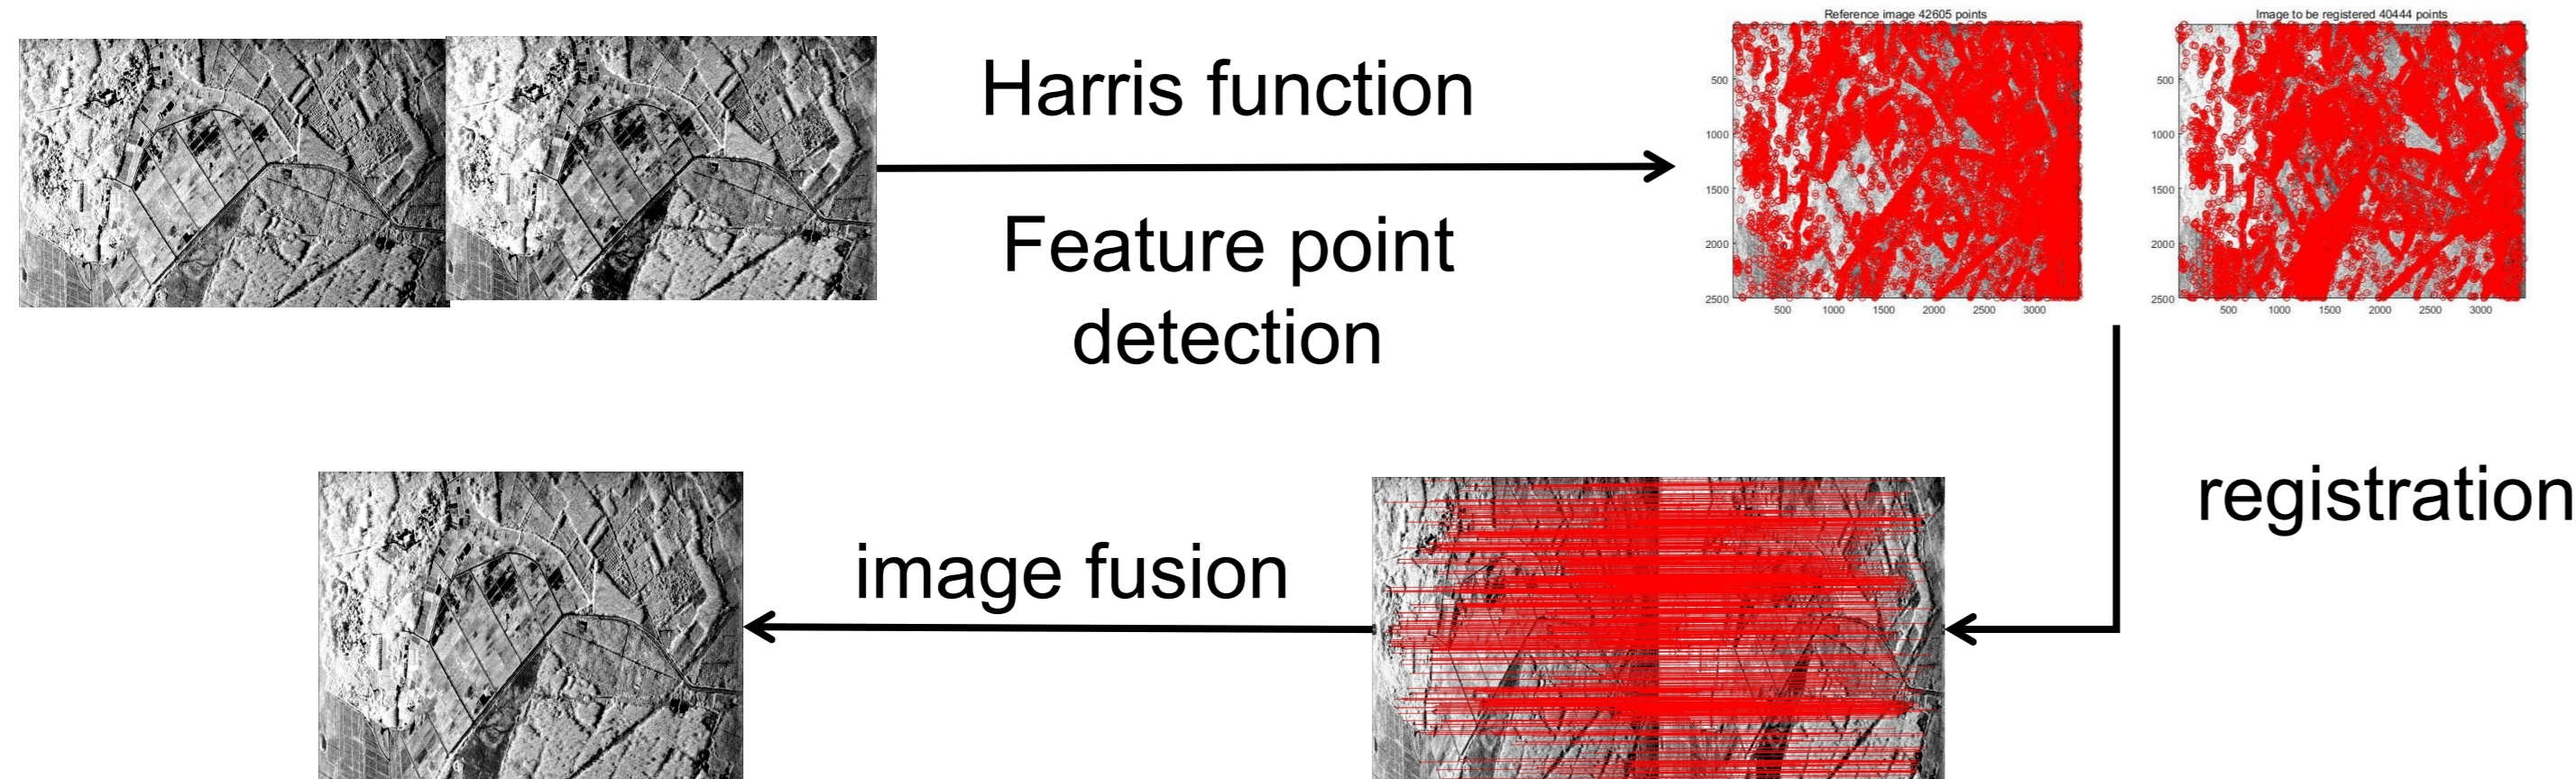 Harris function
Feature point
detection
Reference image 42605 points
500
1000
1500
2000
2500
500 1000 1500 2000 2500 3000
Image to be registered 40444 points
500
1000
1500
2000
2500
500 1000 1500 2000 2500 3000
registration
image fusion